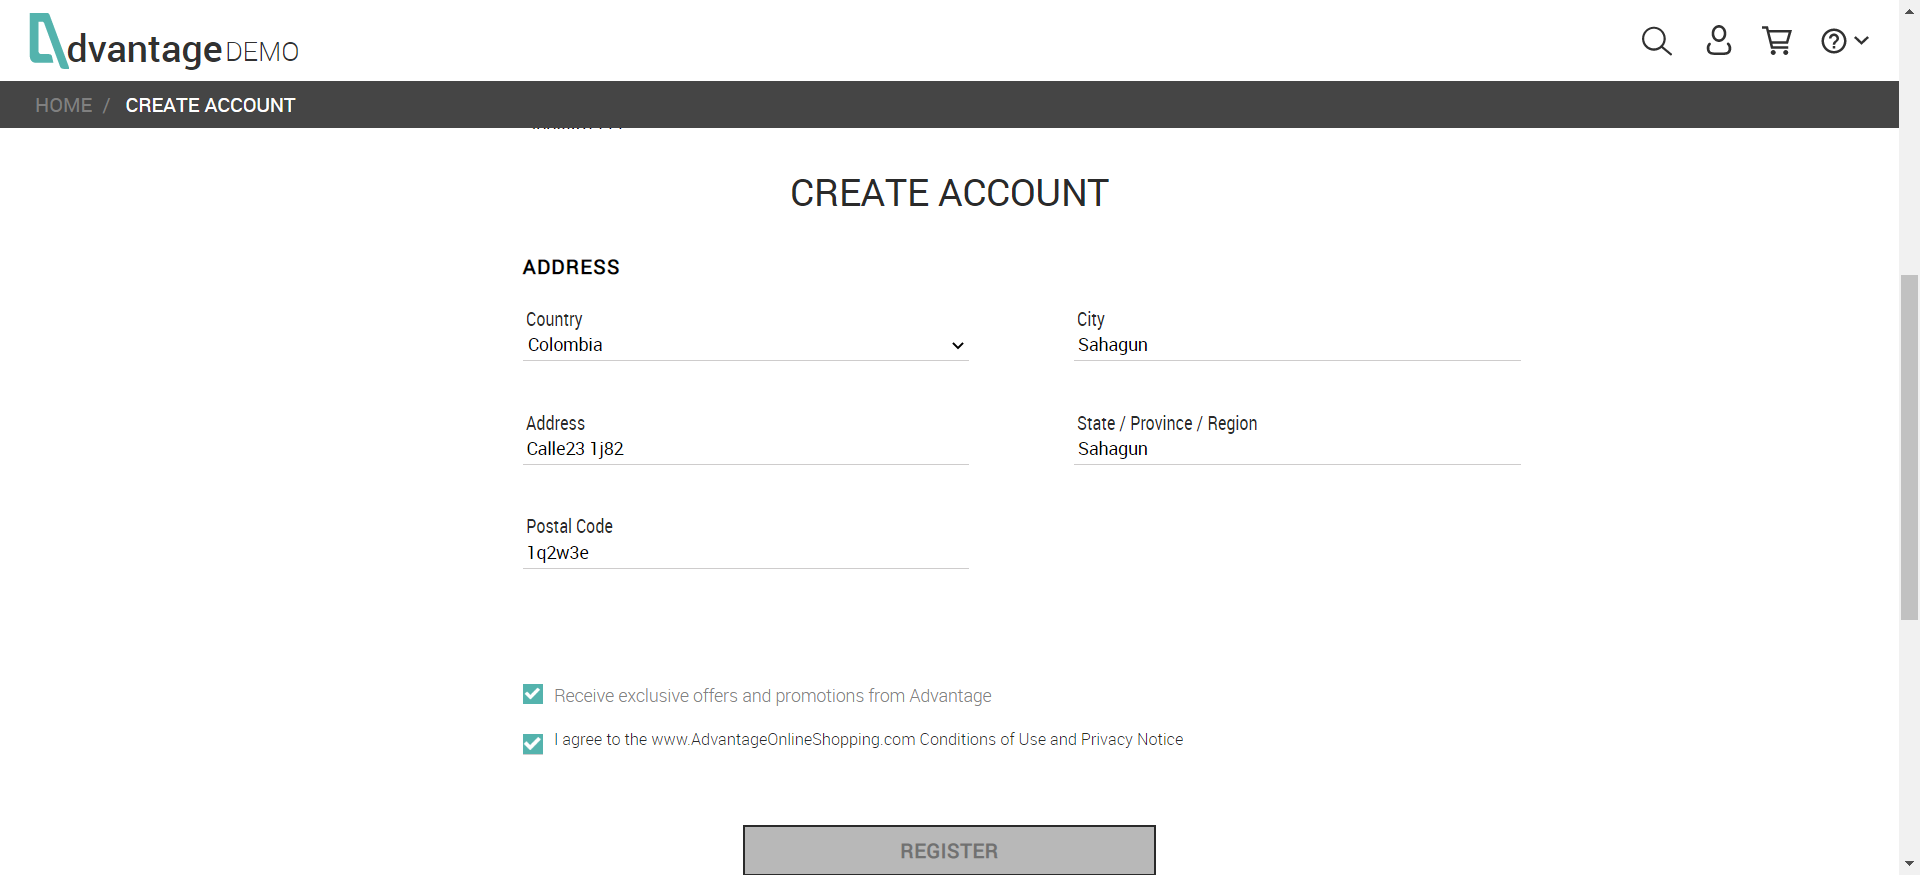 AdvantageDEMO
HOME / CREATE ACCOUNT
CREATE ACCOUNT
ADDRESS
Country
Colombia
City
Sahagun
Address
Calle23 1j82
State / Province / Region
Sahagun
Postal Code
1q2w3e
Receive exclusive offers and promotions from Advantage
I agree to the www.AdvantageOnlineShopping.com Conditions of Use and Privacy Notice
REGISTER